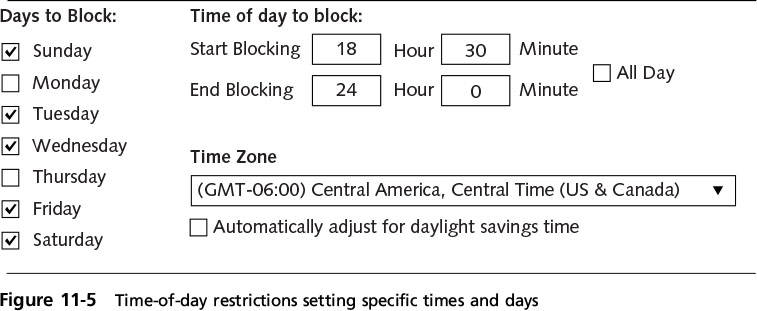 Days to Block:
Sunday
Monday
Tuesday
Wednesday
Thursday
Friday
Saturday
Time of day to block:
Start Blocking 18 Hour 30 Minute
End Blocking 24 Hour 0 Minute
All Day
Time Zone
(GMT-06:00) Central America, Central Time (US & Canada)
Automatically adjust for daylight savings time
Figure 11-5 Time-of-day restrictions setting specific times and days